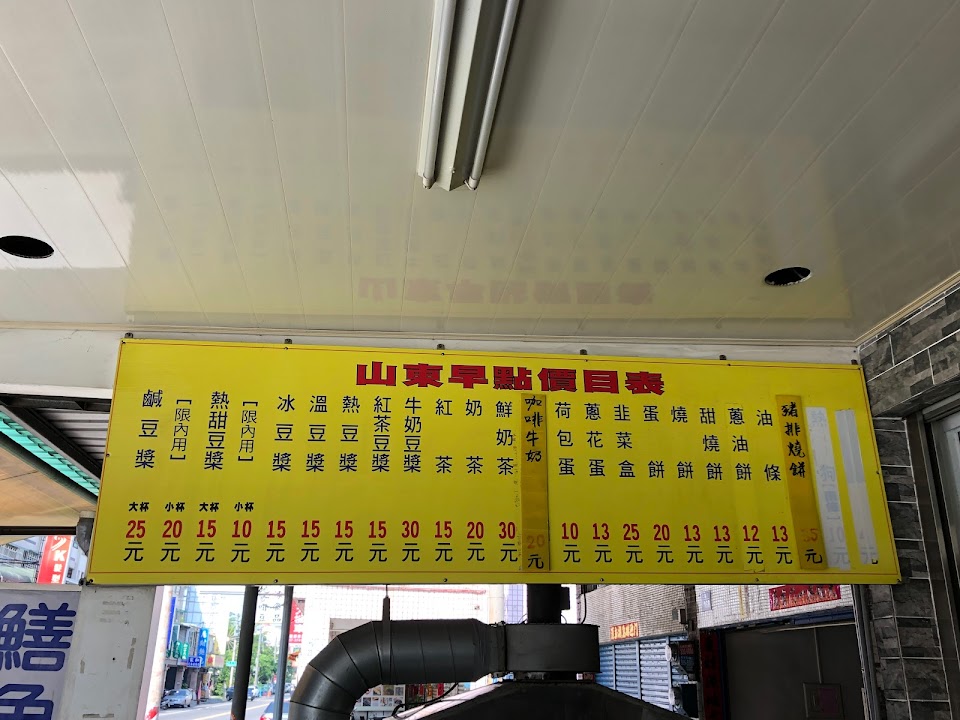 山東早點價目表
鹹豆漿 大杯 25元
[限內用] 小杯 20元
熱甜豆漿 大杯 15元
[限內用] 小杯 10元
冰豆漿 15元
溫豆漿 15元
熱豆漿 15元
紅茶豆漿 15元
牛奶豆漿 30元
紅茶 15元
奶茶 20元
鮮奶茶 30元
咖啡牛奶 20元
荷包蛋 10元
蔥花蛋 13元
韭菜盒 25元
蛋餅 20元
燒餅 13元
甜燒餅 13元
蔥油餅 12元
油條 13元
豬排燒餅 元
鱔魚